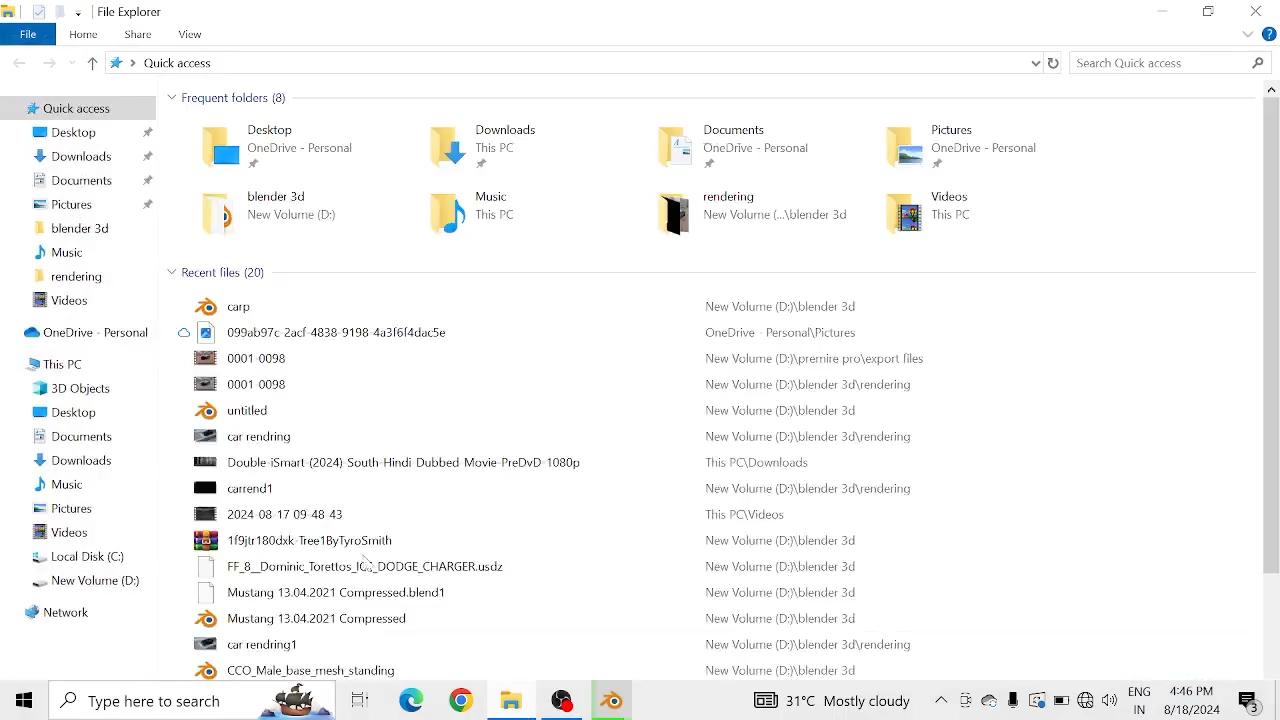 File Explorer
File Home Share View
Quick access Search Quick access
Quick access
Desktop
Downloads
Documents
Pictures
blender 3d
Music
rendering
Videos
OneDrive - Personal
This PC
3D Objects
Desktop
Documents
Downloads
Music
Pictures
Videos
Local Disk (C:)
New Volume (D:)
Network
Frequent folders (8)
Desktop
OneDrive - Personal
Downloads
This PC
Documents
OneDrive - Personal
Pictures
OneDrive - Personal
blender 3d
New Volume (D:)
Music
This PC
rendering
New Volume (...\blender 3d
Videos
This PC
Recent files (20)
carp New Volume (D:)\blender 3d
099ab97c-2acf-4838-9198-4a3f6f4dac5e OneDrive - Personal\Pictures
0001-0098 New Volume (D:)\premire pro\export files
0001-0098 New Volume (D:)\blender 3d\rendering
untitled New Volume (D:)\blender 3d
car rendring New Volume (D:)\blender 3d\rendering
Double-iSmart-(2024)-South-Hindi-Dubbed-Movie-PreDvD-1080p This PC\Downloads
carrend1 New Volume (D:)\blender 3d\rendering
2024-08-17 09-48-43 This PC\Videos
1f9jtr180dxk-Tree1ByTyroSmith New Volume (D:)\blender 3d
New Volume (D:)\blender 3d
Mustang 13.04.2021 Compressed.blend1 New Volume (D:)\blender 3d
Mustang 13.04.2021 Compressed New Volume (D:)\blender 3d
car rendring1 New Volume (D:)\blender 3d\rendering
CCO_Male_base_mesh_standing New Volume (D:)\blender 3d
Type here to search 31°C Mostly cloudy ENG 4:46 PM
IN 8/18/2024 3